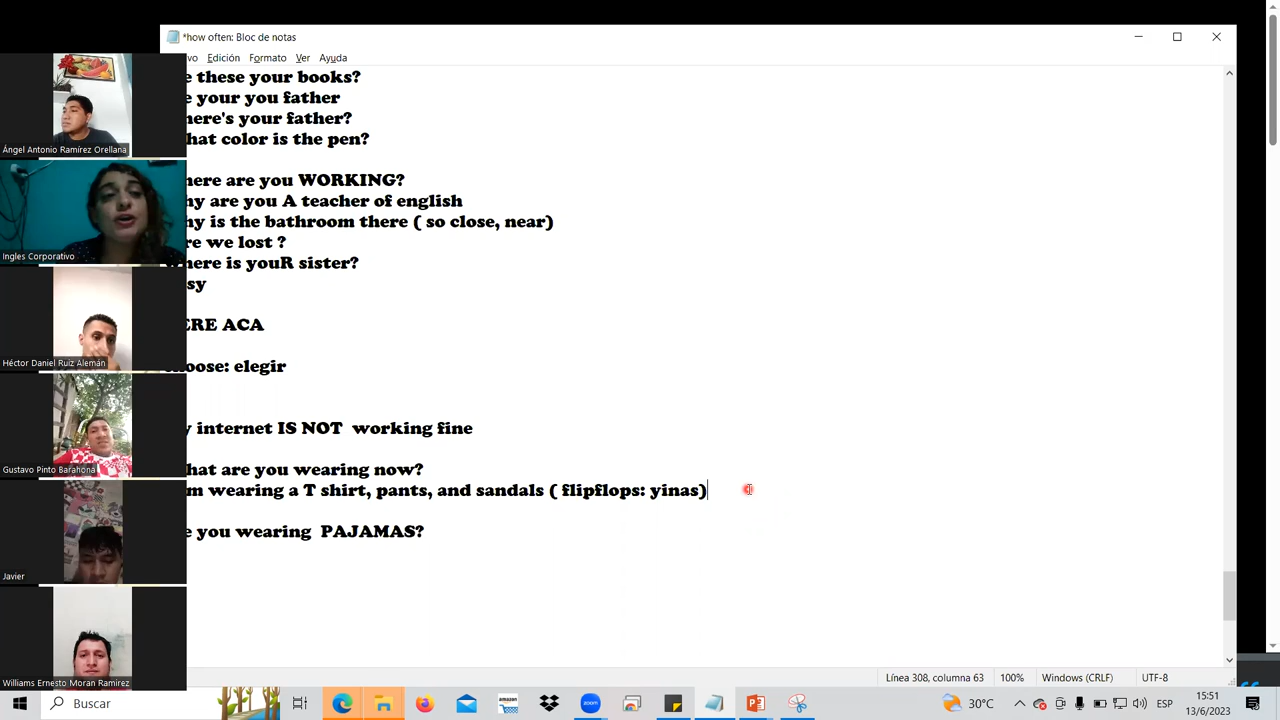 *how often: Bloc de notas
vo Edición Formato Ver Ayuda
e these your books?
e your you father
here's your father?
hat color is the pen?
here are you WORKING?
hy are you A teacher of english
hy is the bathroom there ( so close, near)
re we lost ?
Where is youR sister?
sy
ERE ACA
hoose: elegir
y internet IS NOT working fine
hat are you wearing now?
m wearing a T shirt, pants, and sandals ( flipflops: yinas)
e you wearing PAJAMAS?
Ángel Antonio Ramírez Orellana
Ingles Corporativo
Héctor Daniel Ruiz Alemán
Gustavo Pinto Barahona
Javier
Williams Ernesto Moran Ramirez
Línea 308, columna 63 100% Windows (CRLF) UTF-8
Buscar
amazon
zoom
30°C
ESP
15:51
13/6/2023